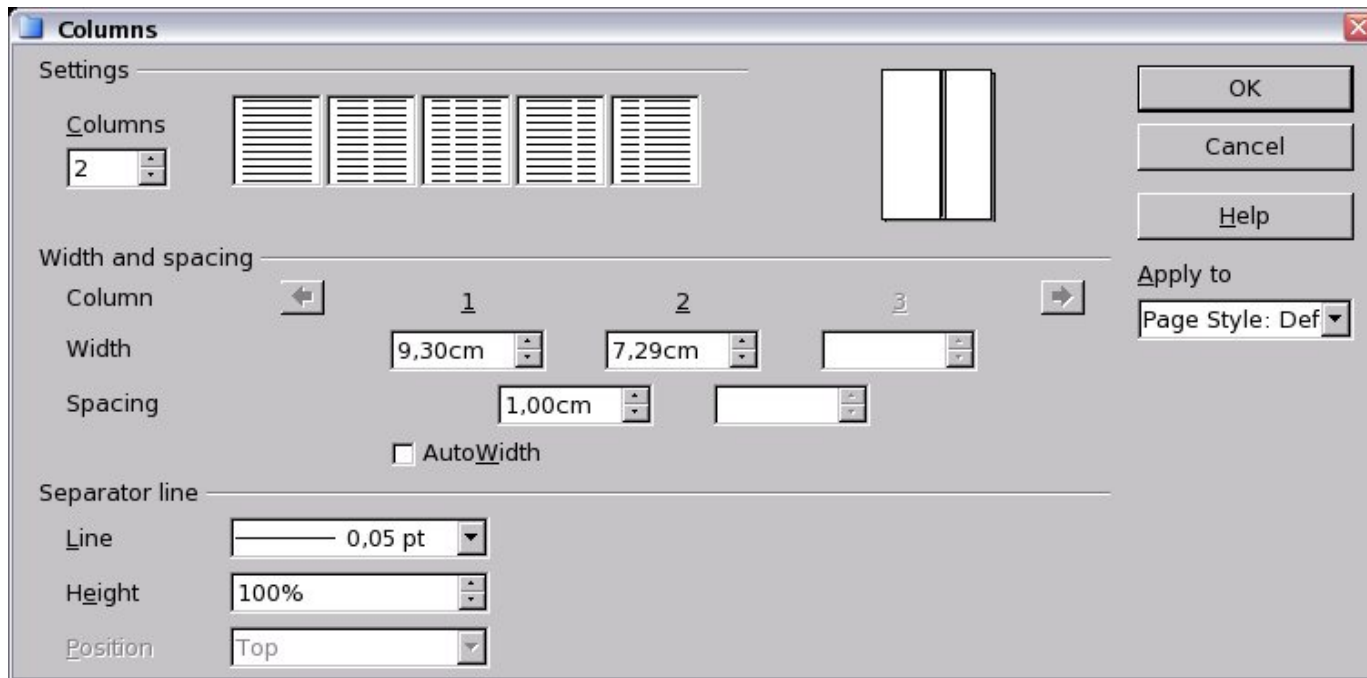 Columns
Settings
Columns
2
OK
Cancel
Help
Apply to
Page Style: Def
Width and spacing
Column 1 2 3
Width 9,30cm 7,29cm
Spacing 1,00cm
AutoWidth
Separator line
Line 0,05 pt
Height 100%
Position Top